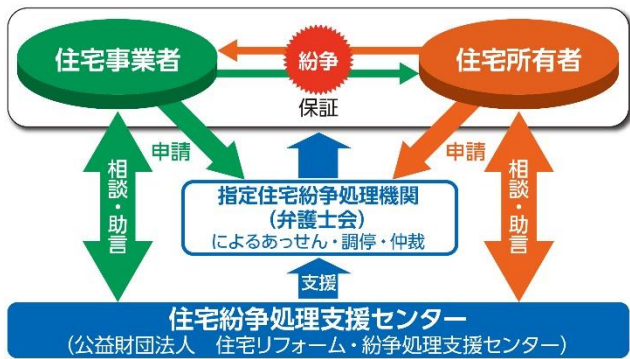 住宅事業者
紛争
住宅所有者
保証
申請
申請
相談・助言
指定住宅紛争処理機関
(弁護士会)
によるあっせん・調停・仲裁
相談・助言
支援
住宅紛争処理支援センター
(公益財団法人　住宅リフォーム・紛争処理支援センター)